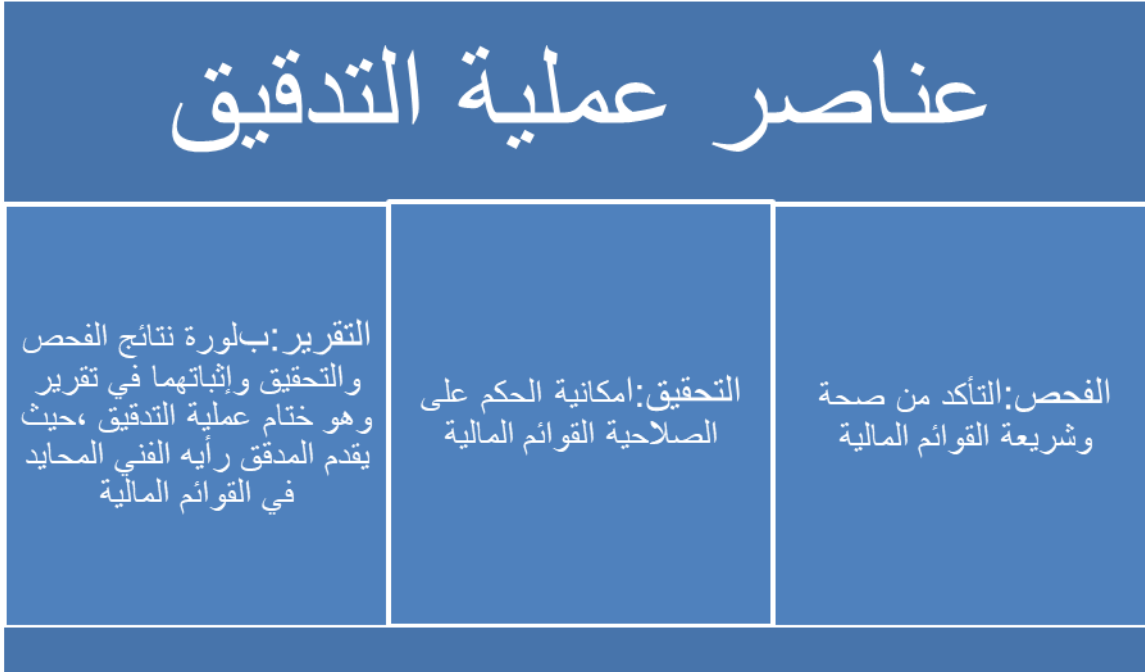 عناصر عملية التدقيق
الفحص:التأكد من صحة
وشريعة القوائم المالية
التحقيق:امكانية الحكم على
الصلاحية القوائم المالية
التقرير:بلورة نتائج الفحص
والتحقيق وإثباتهما في تقرير
وهو ختام عملية التدقيق ،حيث
يقدم المدقق رأيه الفني المحايد
في القوائم المالية